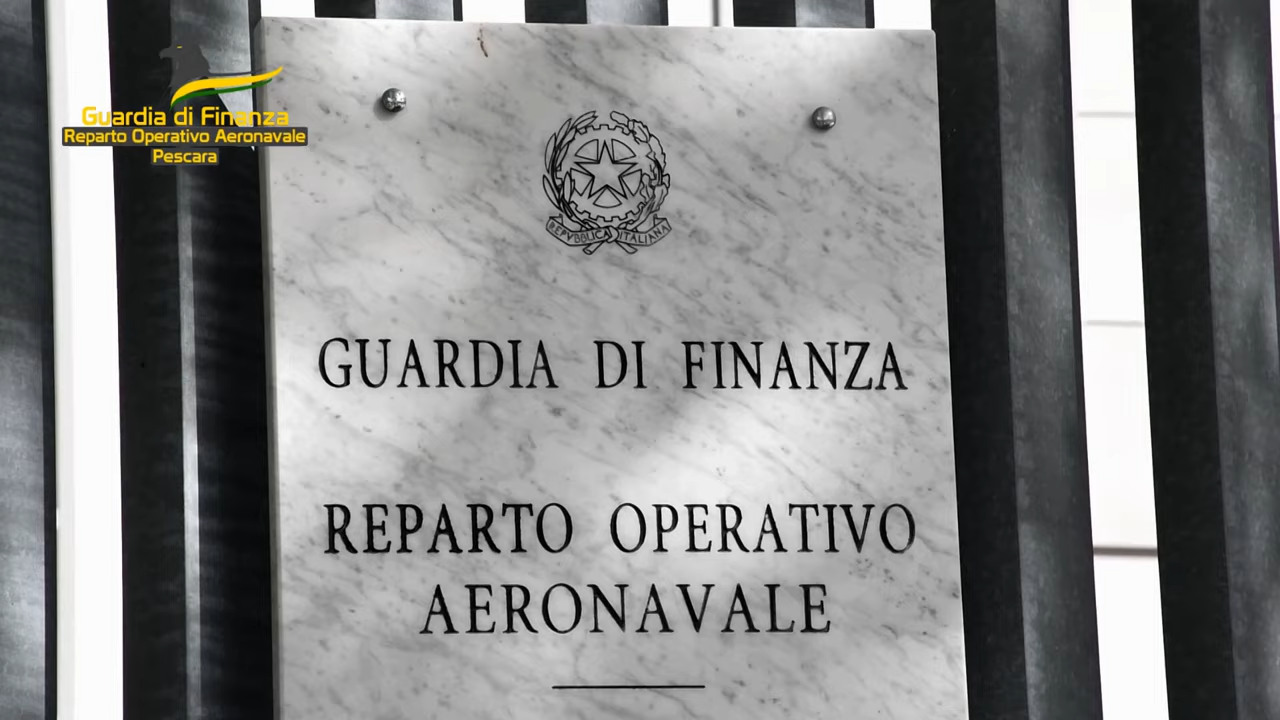 Guardia di Finanza
Reparto Operativo Aeronavale
Pescara
REPVBBLICA ITALIANA
GUARDIA DI FINANZA
REPARTO OPERATIVO
AERONAVALE